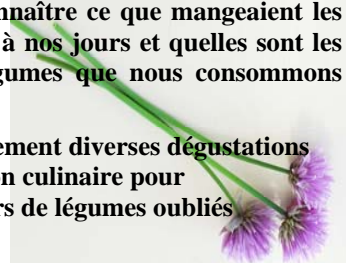 nnaître ce que mangeaient les
à nos jours et quelles sont les
gumes que nous consommons
ement diverses dégustations
on culinaire pour
rs de légumes oubliés